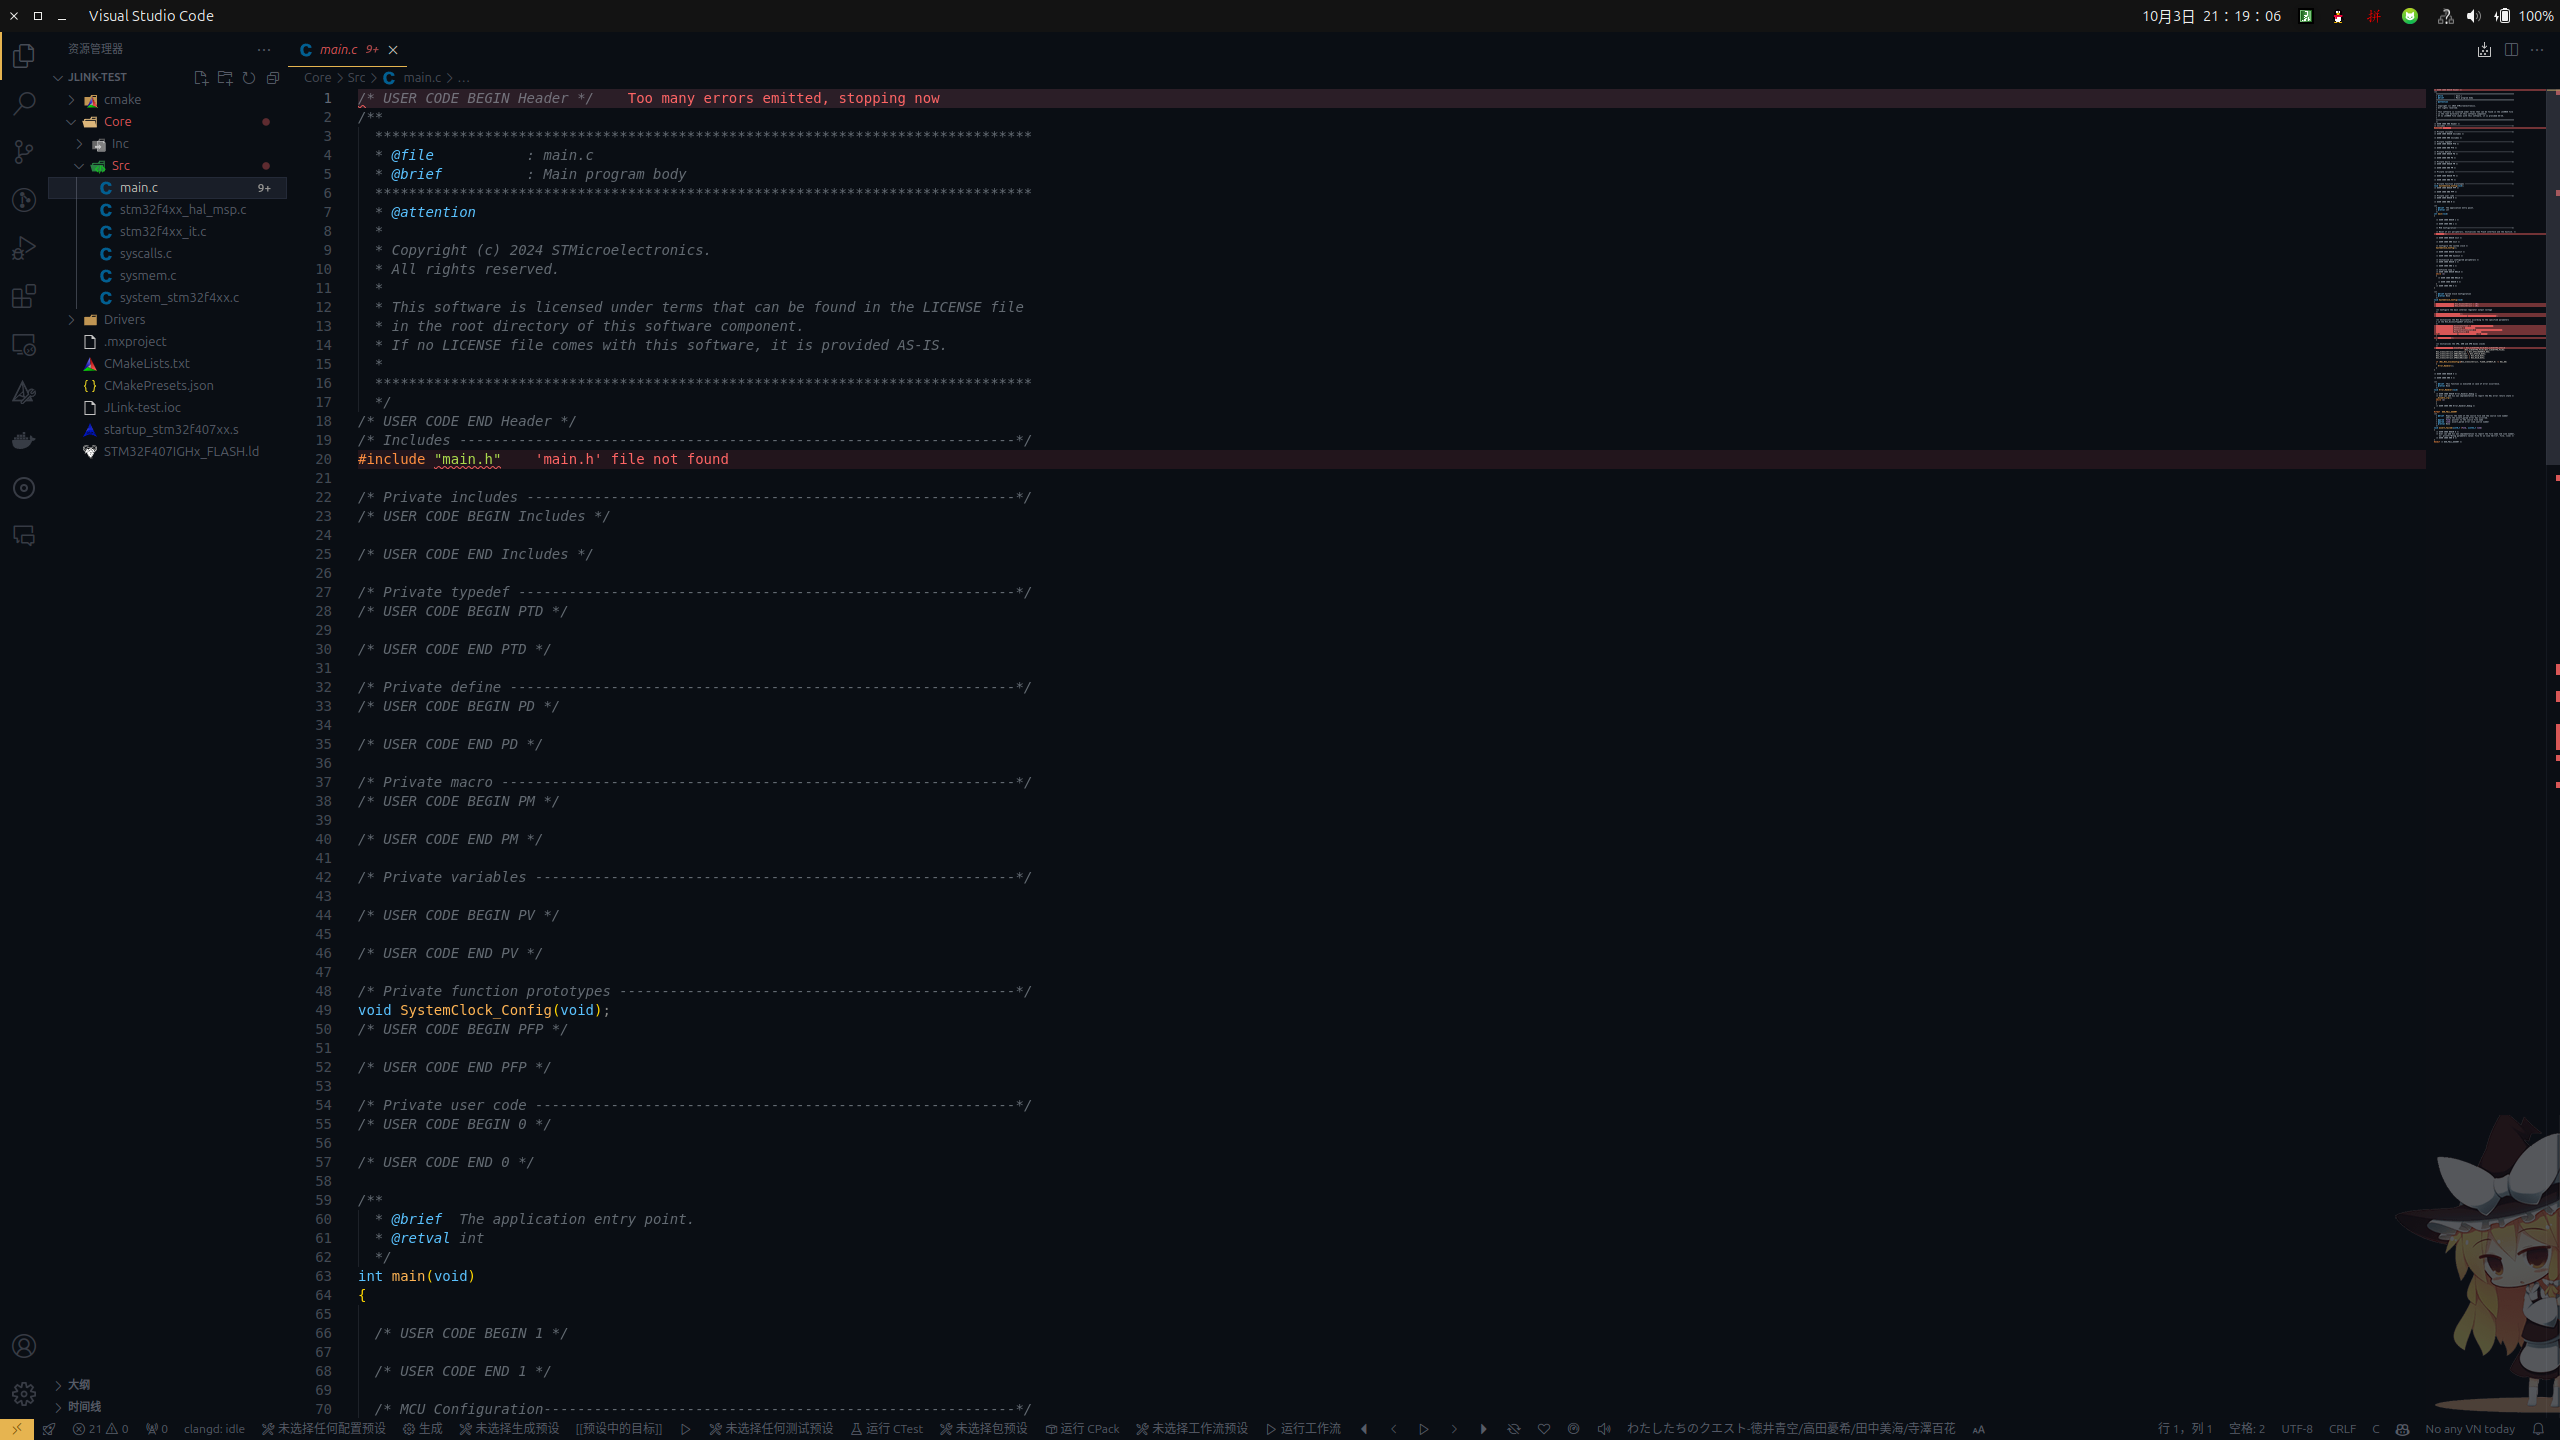 Visual Studio Code
10月3日 21：19：06
拼
100%
资源管理器
main.c 9+
JLINK-TEST
Core Src main.c ...
cmake
Core
Inc
Src
main.c 9+
stm32f4xx_hal_msp.c
stm32f4xx_it.c
syscalls.c
sysmem.c
system_stm32f4xx.c
Drivers
.mxproject
CMakeLists.txt
CMakePresets.json
JLink-test.ioc
startup_stm32f407xx.s
STM32F407IGHx_FLASH.ld
1 /* USER CODE BEGIN Header */ Too many errors emitted, stopping now
2 /**
3 ******************************************************************************
4 * @file : main.c
5 * @brief : Main program body
6 ******************************************************************************
7 * @attention
8 *
9 * Copyright (c) 2024 STMicroelectronics.
10 * All rights reserved.
11 *
12 * This software is licensed under terms that can be found in the LICENSE file
13 * in the root directory of this software component.
14 * If no LICENSE file comes with this software, it is provided AS-IS.
15 *
16 ******************************************************************************
17 */
18 /* USER CODE END Header */
19 /* Includes ------------------------------------------------------------------*/
20 #include "main.h" 'main.h' file not found
21
22 /* Private includes ----------------------------------------------------------*/
23 /* USER CODE BEGIN Includes */
24
25 /* USER CODE END Includes */
26
27 /* Private typedef -----------------------------------------------------------*/
28 /* USER CODE BEGIN PTD */
29
30 /* USER CODE END PTD */
31
32 /* Private define ------------------------------------------------------------*/
33 /* USER CODE BEGIN PD */
34
35 /* USER CODE END PD */
36
37 /* Private macro -------------------------------------------------------------*/
38 /* USER CODE BEGIN PM */
39
40 /* USER CODE END PM */
41
42 /* Private variables ---------------------------------------------------------*/
43
44 /* USER CODE BEGIN PV */
45
46 /* USER CODE END PV */
47
48 /* Private function prototypes -----------------------------------------------*/
49 void SystemClock_Config(void);
50 /* USER CODE BEGIN PFP */
51
52 /* USER CODE END PFP */
53
54 /* Private user code ---------------------------------------------------------*/
55 /* USER CODE BEGIN 0 */
56
57 /* USER CODE END 0 */
58
59 /**
60 * @brief The application entry point.
61 * @retval int
62 */
63 int main(void)
64 {
65
66 /* USER CODE BEGIN 1 */
67
68 /* USER CODE END 1 */
69
70 /* MCU Configuration--------------------------------------------------------*/
大纲
时间线
21 0 0 clangd: idle 未选择任何配置预设 生成 未选择生成预设 [[预设中的目标]] 未选择任何测试预设 运行 CTest 未选择包预设 运行 CPack 未选择工作流预设 运行工作流 わたしたちのクエスト-德井青空/高田憂希/田中美海/寺澤百花 行 1，列 1 空格: 2 UTF-8 CRLF C No any VN today